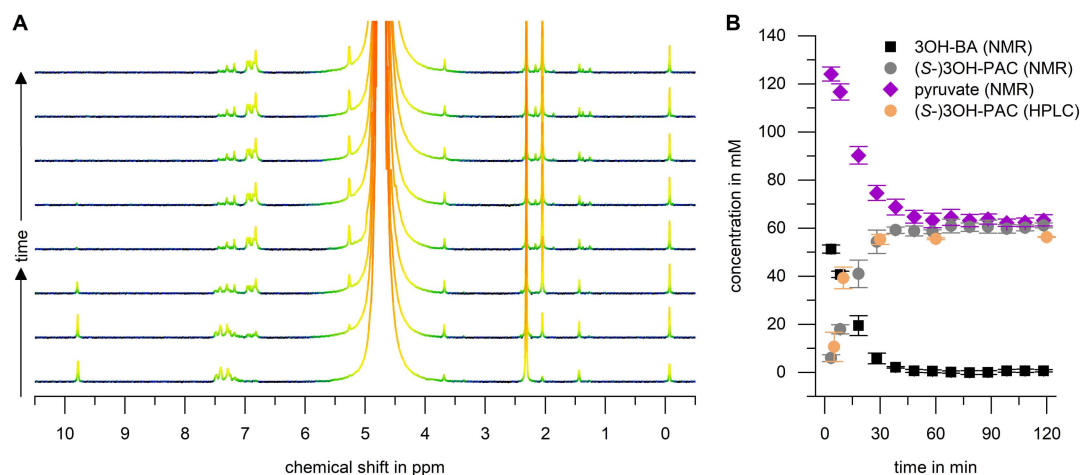 A
time
10 9 8 7 6 5 4 3 2 1 0
chemical shift in ppm
B
140
120
100
80
60
40
20
0
concentration in mM
3OH-BA (NMR)
(S-)3OH-PAC (NMR)
pyruvate (NMR)
(S-)3OH-PAC (HPLC)
0 30 60 90 120
time in min